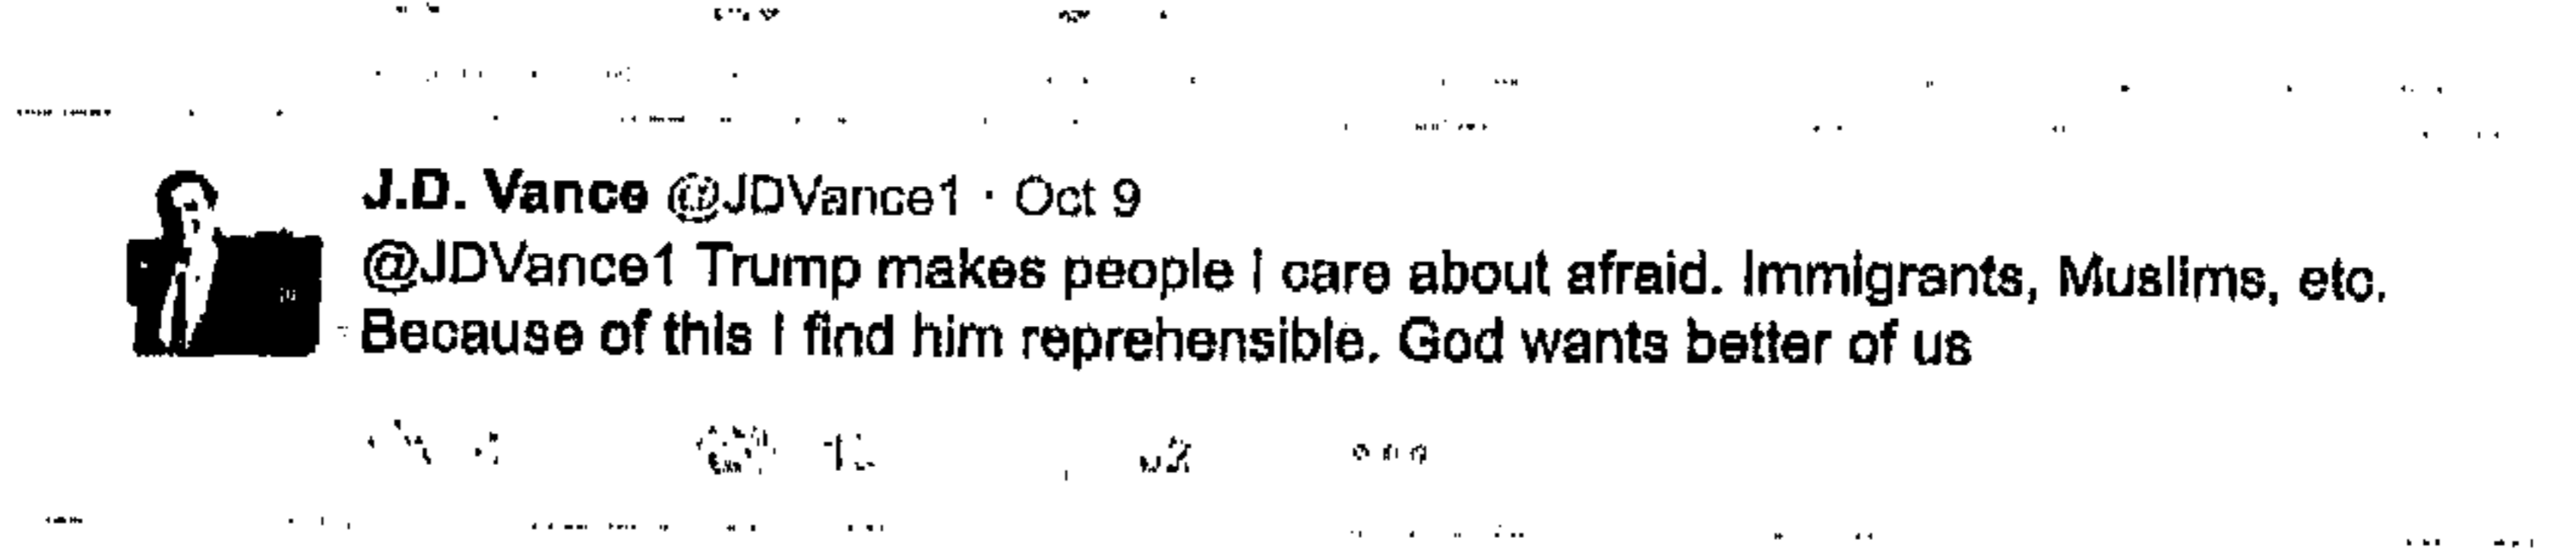 J.D. Vance @JDVance1 · Oct 9
@JDVance1 Trump makes people I care about afraid. Immigrants, Muslims, etc.
Because of this I find him reprehensible. God wants better of us